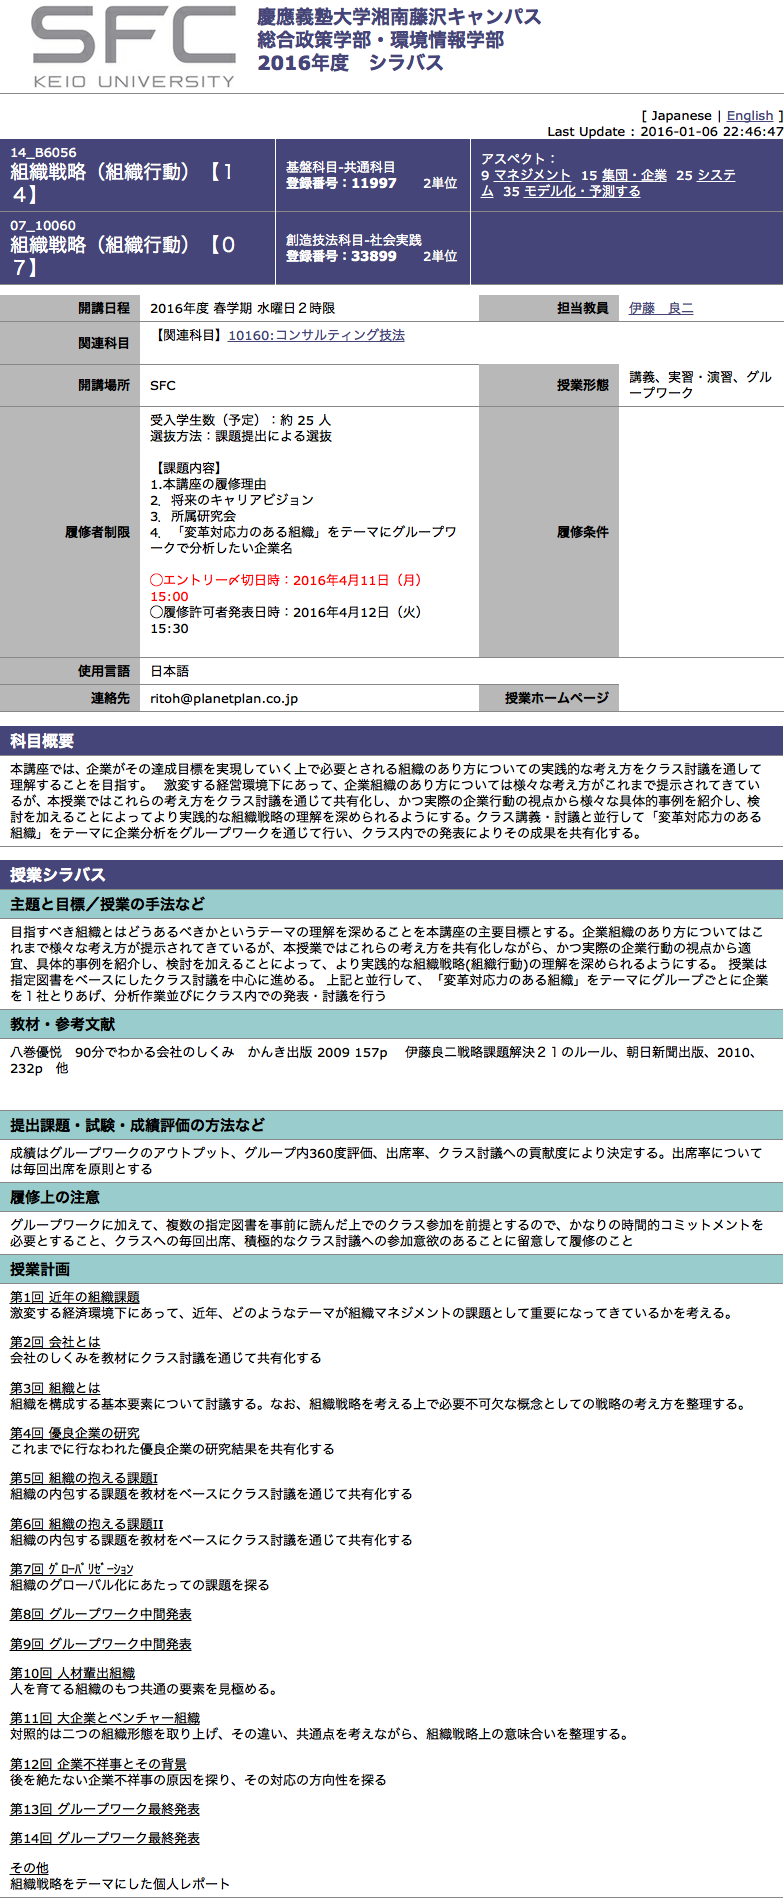 SFC
KEIO UNIVERSITY
慶應義塾大学湘南藤沢キャンパス
総合政策学部・環境情報学部
2016年度　シラバス
[ Japanese | English ]
Last Update : 2016-01-06 22:46:47
14_B6056
組織戦略（組織行動）【１
４】
基盤科目-共通科目
登録番号：11997　　2単位
アスペクト：
9 マネジメント 15 集団・企業 25 システ
ム 35 モデル化・予測する
07_10060
組織戦略（組織行動）【０
７】
創造技法科目-社会実践
登録番号：33899　　2単位
開講日程
2016年度 春学期 水曜日２時限
担当教員
伊藤　良二
関連科目
【関連科目】10160:コンサルティング技法
開講場所
SFC
授業形態
講義、実習・演習、グル
ープワーク
履修者制限
受入学生数（予定）：約 25 人
選抜方法：課題提出による選抜
【課題内容】
1.本講座の履修理由
2．将来のキャリアビジョン
3．所属研究会
4．「変革対応力のある組織」をテーマにグループワ
ークで分析したい企業名
◯エントリー〆切日時：2016年4月11日（月）
15:00
◯履修許可者発表日時：2016年4月12日（火）
15:30
履修条件
使用言語
日本語
連絡先
ritoh@planetplan.co.jp
授業ホームページ
科目概要
本講座では、企業がその達成目標を実現していく上で必要とされる組織のあり方についての実践的な考え方をクラス討議を通して
理解することを目指す。　激変する経営環境下にあって、企業組織のあり方については様々な考え方がこれまで提示されてきてい
るが、本授業ではこれらの考え方をクラス討議を通じて共有化し、かつ実際の企業行動の視点から様々な具体的事例を紹介し、検
討を加えることによってより実践的な組織戦略の理解を深められるようにする。クラス講義・討議と並行して「変革対応力のある
組織」をテーマに企業分析をグループワークを通じて行い、クラス内での発表によりその成果を共有化する。
授業シラバス
主題と目標／授業の手法など
目指すべき組織とはどうあるべきかというテーマの理解を深めることを本講座の主要目標とする。企業組織のあり方についてはこ
れまで様々な考え方が提示されてきているが、本授業ではこれらの考え方を共有化しながら、かつ実際の企業行動の視点から適
宜、具体的事例を紹介し、検討を加えることによって、より実践的な組織戦略(組織行動)の理解を深められるようにする。 授業は
指定図書をベースにしたクラス討議を中心に進める。 上記と並行して、「変革対応力のある組織」をテーマにグループごとに企業
を１社とりあげ、分析作業並びにクラス内での発表・討議を行う
教材・参考文献
八巻優悦　90分でわかる会社のしくみ　かんき出版 2009 157p　 伊藤良二戦略課題解決２１のルール、朝日新聞出版、2010、
232p　他
提出課題・試験・成績評価の方法など
成績はグループワークのアウトプット、グループ内360度評価、出席率、クラス討議への貢献度により決定する。出席率について
は毎回出席を原則とする
履修上の注意
グループワークに加えて、複数の指定図書を事前に読んだ上でのクラス参加を前提とするので、かなりの時間的コミットメントを
必要とすること、クラスへの毎回出席、積極的なクラス討議への参加意欲のあることに留意して履修のこと
授業計画
第1回 近年の組織課題
激変する経済環境下にあって、近年、どのようなテーマが組織マネジメントの課題として重要になってきているかを考える。
第2回 会社とは
会社のしくみを教材にクラス討議を通じて共有化する
第3回 組織とは
組織を構成する基本要素について討議する。なお、組織戦略を考える上で必要不可欠な概念としての戦略の考え方を整理する。
第4回 優良企業の研究
これまでに行なわれた優良企業の研究結果を共有化する
第5回 組織の抱える課題I
組織の内包する課題を教材をベースにクラス討議を通じて共有化する
第6回 組織の抱える課題II
組織の内包する課題を教材をベースにクラス討議を通じて共有化する
第7回 ｸﾞﾛｰﾊﾞﾘｾﾞｰｼｮﾝ
組織のグローバル化にあたっての課題を探る
第8回 グループワーク中間発表
第9回 グループワーク中間発表
第10回 人材輩出組織
人を育てる組織のもつ共通の要素を見極める。
第11回 大企業とベンチャー組織
対照的は二つの組織形態を取り上げ、その違い、共通点を考えながら、組織戦略上の意味合いを整理する。
第12回 企業不祥事とその背景
後を絶たない企業不祥事の原因を探り、その対応の方向性を探る
第13回 グループワーク最終発表
第14回 グループワーク最終発表
その他
組織戦略をテーマにした個人レポート